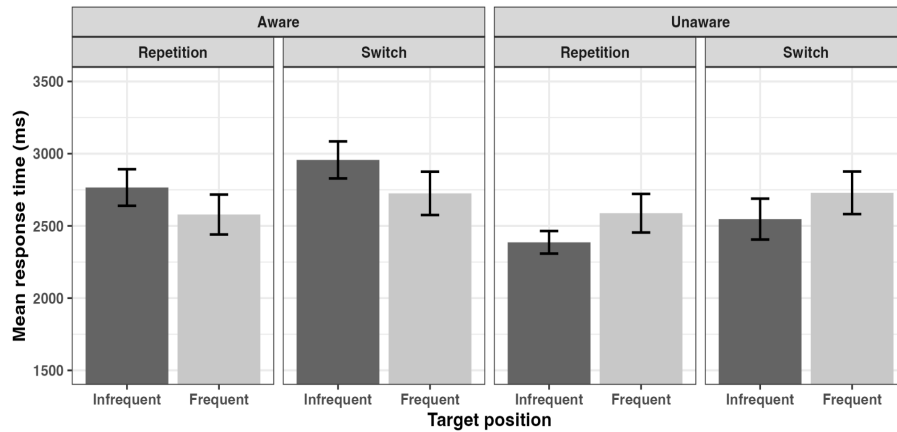 Aware Unaware
Repetition Switch Repetition Switch
Mean response time (ms)
3500
3000
2500
2000
1500
Infrequent Frequent Infrequent Frequent Infrequent Frequent Infrequent Frequent
Target position